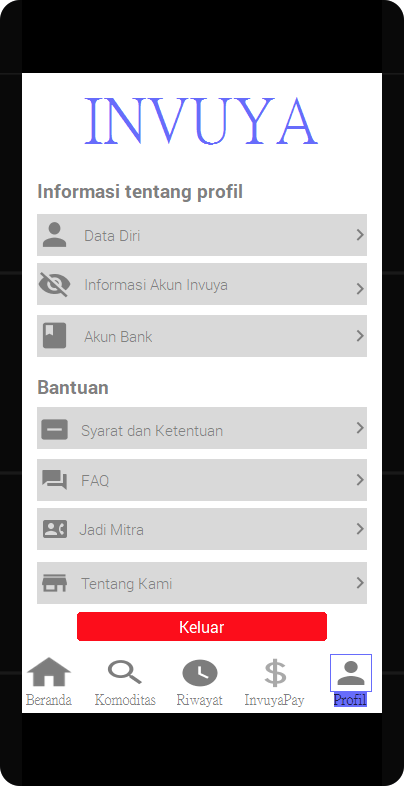 INVUYA
Informasi tentang profil
Data Diri
Informasi Akun Invuya
Akun Bank
Bantuan
Syarat dan Ketentuan
FAQ
Jadi Mitra
Tentang Kami
Keluar
Beranda Komoditas Riwayat InvuyaPay Profil